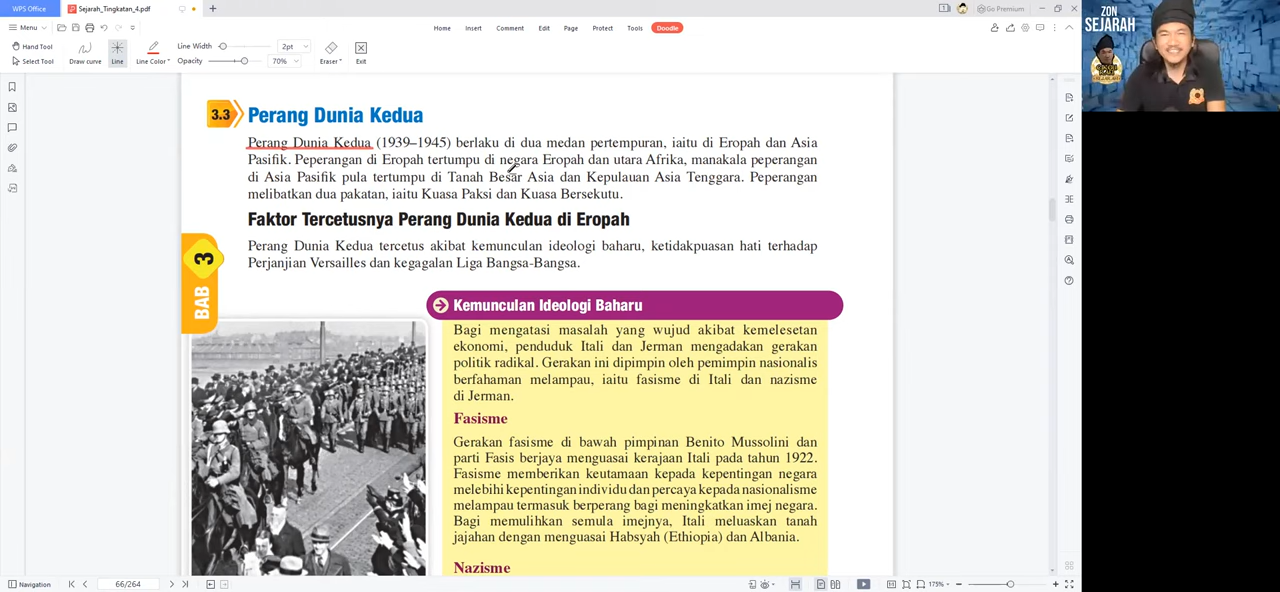 WPS Office
Sejarah_Tingkatan_4.pdf
Go Premium
Menu
Home Insert Comment Edit Page Protect Tools Doodle
Hand Tool
Select Tool
Draw curve
Line
Line Color
Line Width
2pt
Opacity
70%
Eraser
Exit
ZON
SEJARAH
3.3 Perang Dunia Kedua
Perang Dunia Kedua (1939–1945) berlaku di dua medan pertempuran, iaitu di Eropah dan Asia
Pasifik. Peperangan di Eropah tertumpu di negara Eropah dan utara Afrika, manakala peperangan
di Asia Pasifik pula tertumpu di Tanah Besar Asia dan Kepulauan Asia Tenggara. Peperangan
melibatkan dua pakatan, iaitu Kuasa Paksi dan Kuasa Bersekutu.
Faktor Tercetusnya Perang Dunia Kedua di Eropah
Perang Dunia Kedua tercetus akibat kemunculan ideologi baharu, ketidakpuasan hati terhadap
Perjanjian Versailles dan kegagalan Liga Bangsa-Bangsa.
BAB 3
Kemunculan Ideologi Baharu
Bagi mengatasi masalah yang wujud akibat kemelesetan
ekonomi, penduduk Itali dan Jerman mengadakan gerakan
politik radikal. Gerakan ini dipimpin oleh pemimpin nasionalis
berfahaman melampau, iaitu fasisme di Itali dan nazisme
di Jerman.
Fasisme
Gerakan fasisme di bawah pimpinan Benito Mussolini dan
parti Fasis berjaya menguasai kerajaan Itali pada tahun 1922.
Fasisme memberikan keutamaan kepada kepentingan negara
melebihi kepentingan individu dan percaya kepada nasionalisme
melampau termasuk berperang bagi meningkatkan imej negara.
Bagi memulihkan semula imejnya, Itali meluaskan tanah
jajahan dengan menguasai Habsyah (Ethiopia) dan Albania.
Nazisme
Navigation
66/264
175%